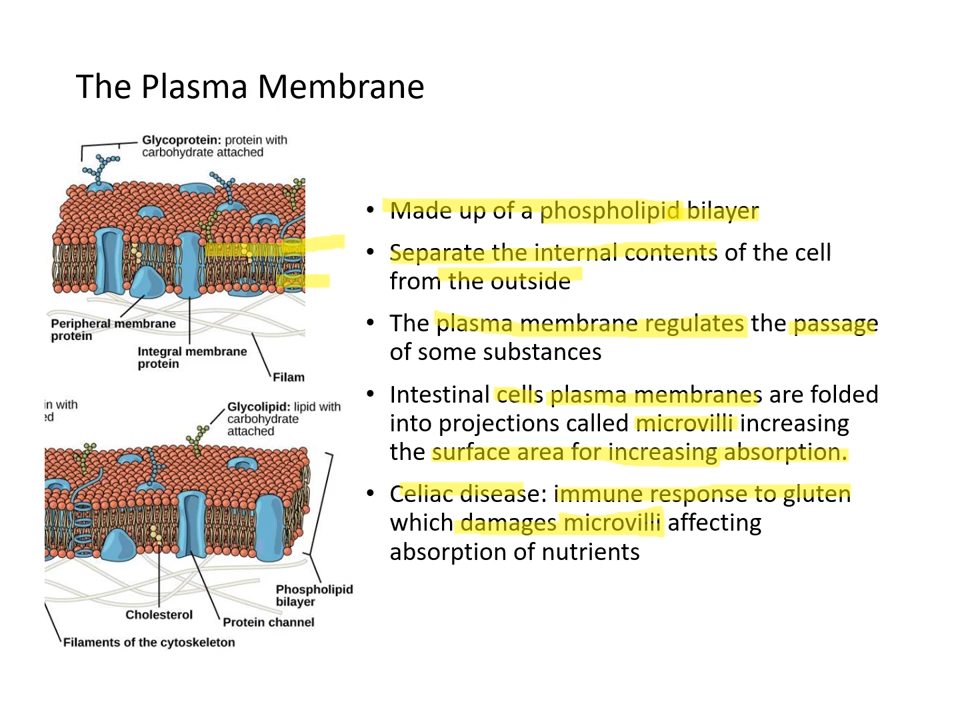 The Plasma Membrane
Glycoprotein: protein with
carbohydrate attached
Peripheral membrane
protein
Integral membrane
protein
Filam
in with
ed
Glycolipid: lipid with
carbohydrate
attached
Phospholipid
bilayer
Cholesterol
Protein channel
Filaments of the cytoskeleton
• Made up of a phospholipid bilayer
• Separate the internal contents of the cell
from the outside
• The plasma membrane regulates the passage
of some substances
• Intestinal cells plasma membranes are folded
into projections called microvilli increasing
the surface area for increasing absorption.
• Celiac disease: immune response to gluten
which damages microvilli affecting
absorption of nutrients